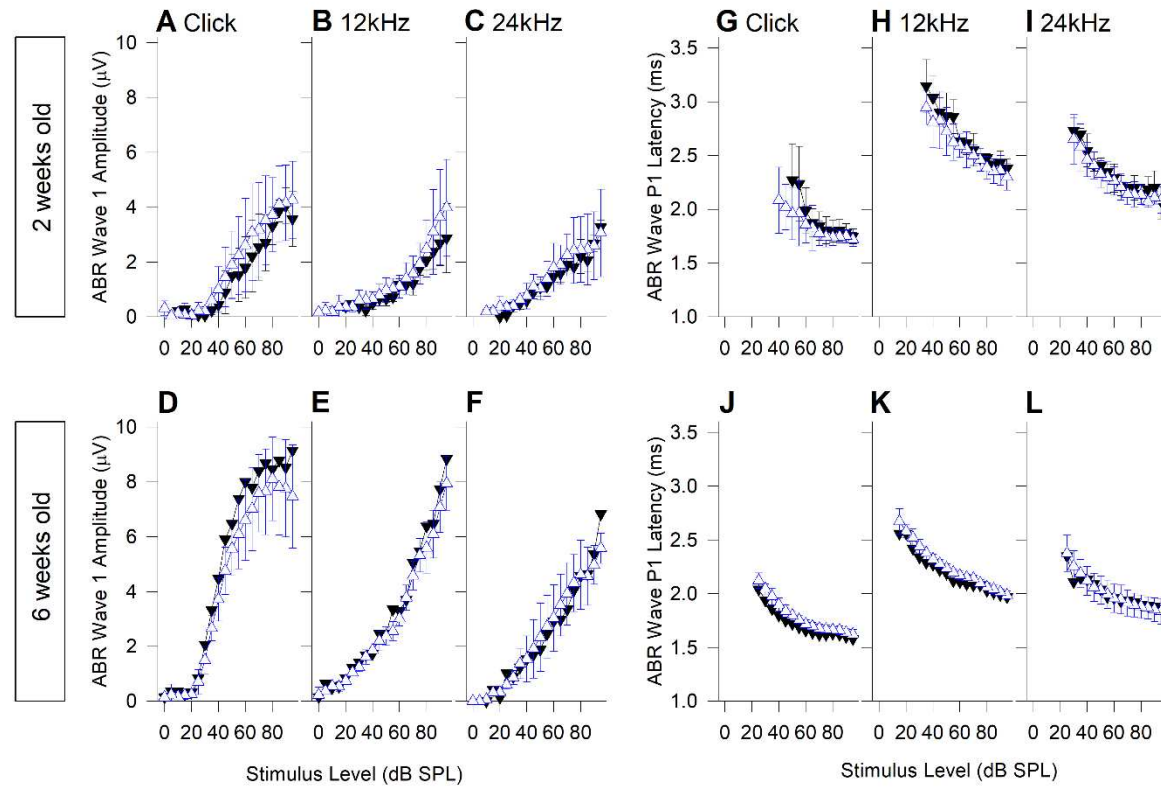 A Click
B 12kHz
C 24kHz
G Click
H 12kHz
I 24kHz
2 weeks old
ABR Wave 1 Amplitude (μV)
10
8
6
4
2
0
0 20 40 60 80
0 20 40 60 80
0 20 40 60 80
ABR Wave P1 Latency (ms)
3.5
3.0
2.5
2.0
1.5
1.0
0 20 40 60 80
0 20 40 60 80
0 20 40 60 80
D
E
F
J
K
L
6 weeks old
ABR Wave 1 Amplitude (μV)
10
8
6
4
2
0
0 20 40 60 80
0 20 40 60 80
0 20 40 60 80
ABR Wave P1 Latency (ms)
3.5
3.0
2.5
2.0
1.5
1.0
0 20 40 60 80
0 20 40 60 80
0 20 40 60 80
Stimulus Level (dB SPL)
Stimulus Level (dB SPL)